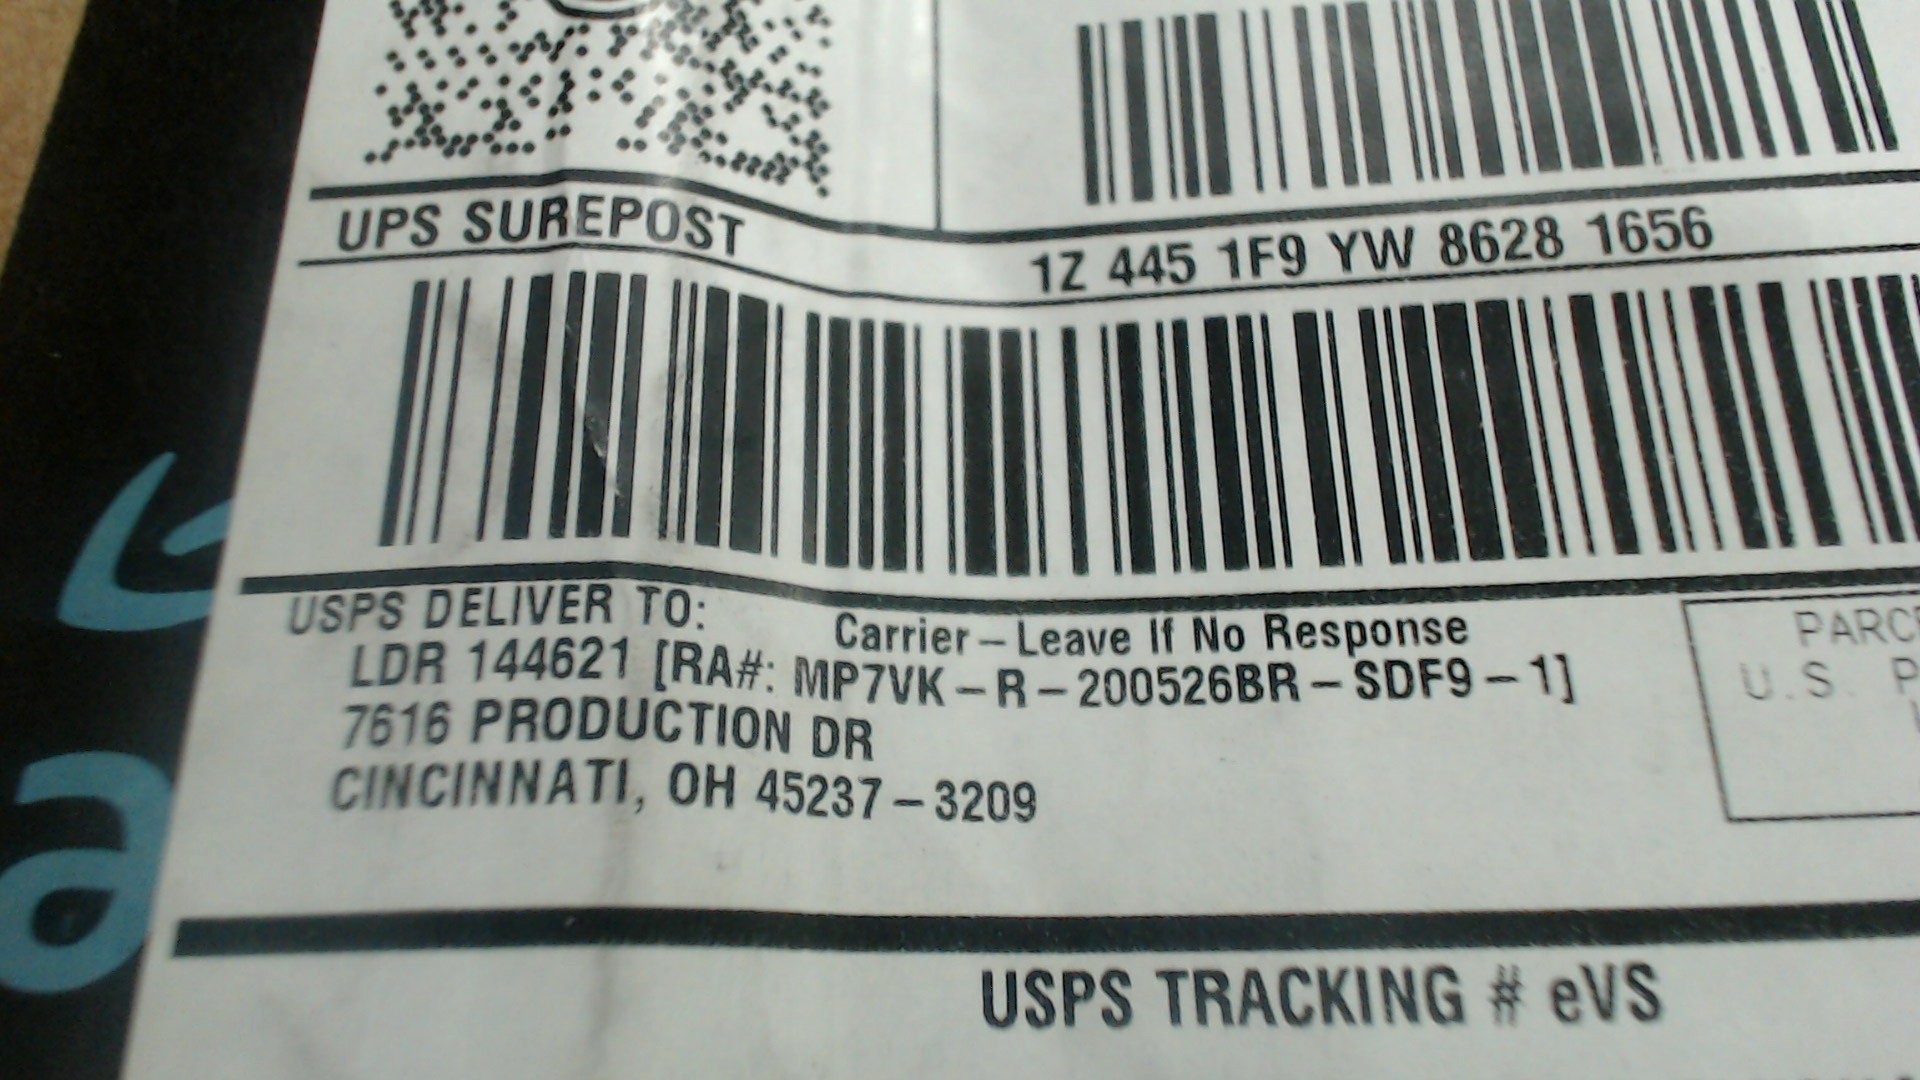 UPS SUREPOST
1Z 445 1F9 YW 8628 1656
USPS DELIVER TO:
Carrier – Leave If No Response
LDR 144621 [RA#: MP7VK – R – 200526BR – SDF9 – 1]
7616 PRODUCTION DR
CINCINNATI, OH 45237 – 3209
U.S.
USPS TRACKING # eVS
a